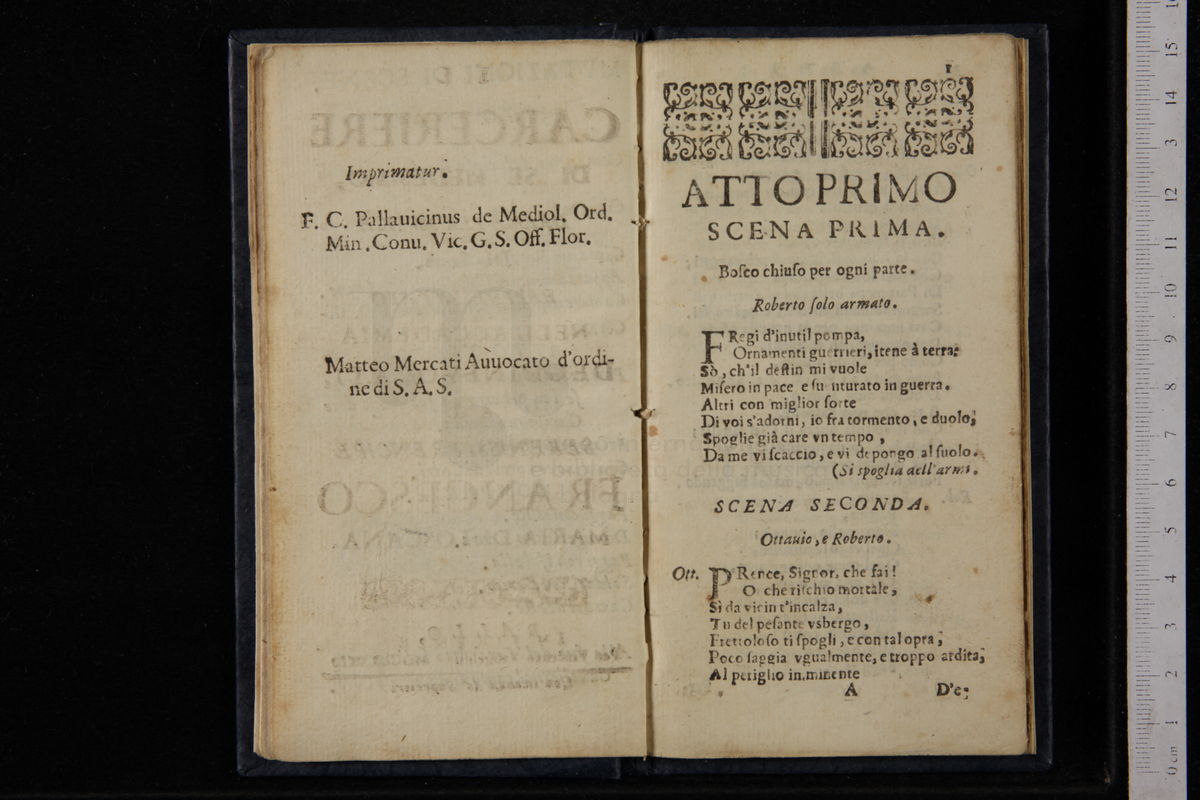 Imprimatur.
F. C. Pallauicinus de Mediol. Ord.
Min. Conu. Vic. G. S. Off. Flor.
Matteo Mercati Auuocato d'ordi-
ne di S. A. S.
1
ATTO PRIMO
SCENA PRIMA.
Boſco chiuſo per ogni parte.
Roberto ſolo armato.
FRegi d'inutil pompa,
Ornamenti guerrieri, itene à terra:
Sò, ch'il deſtin mi vuole
Miſero in pace e ſu nturato in guerra.
Altri con miglior ſorte
Di voi s'adorni, io fra tormento, e duolo;
Spoglie già care vn tempo,
Da me vi ſcaccio, e vi depongo al ſuolo.
(Si ſpoglia dell'armi.
SCENA SECONDA.
Ottauio, e Roberto.
Ott. PRence, Signor, che fai!
O che riſchio mortale,
Sì da vicin t'incalza,
Tu del peſante vsbergo,
Frettoloſo ti ſpogli, e con tal opra,
Poco ſaggia vgualmente, e troppo ardita;
Al periglio imminente
A D'e;